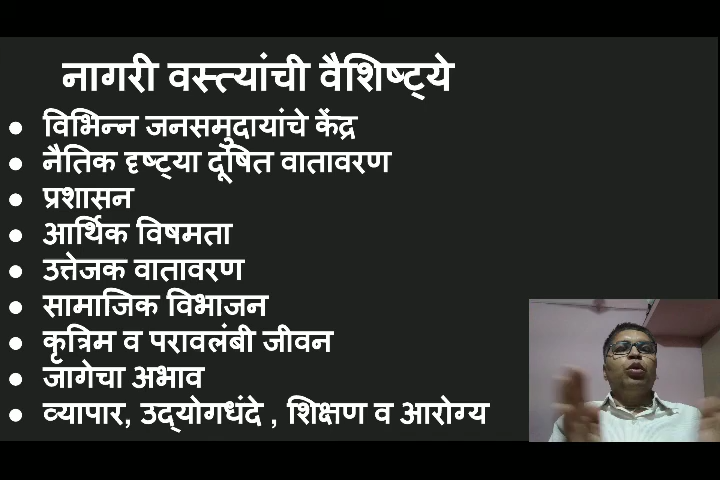 नागरी वस्त्यांची वैशिष्ट्ये
● विभिन्न जनसमुदायांचे केंद्र
● नैतिक दृष्ट्या दूषित वातावरण
● प्रशासन
● आर्थिक विषमता
● उत्तेजक वातावरण
● सामाजिक विभाजन
● कृत्रिम व परावलंबी जीवन
● जागेचा अभाव
● व्यापार, उद्योगधंदे , शिक्षण व आरोग्य